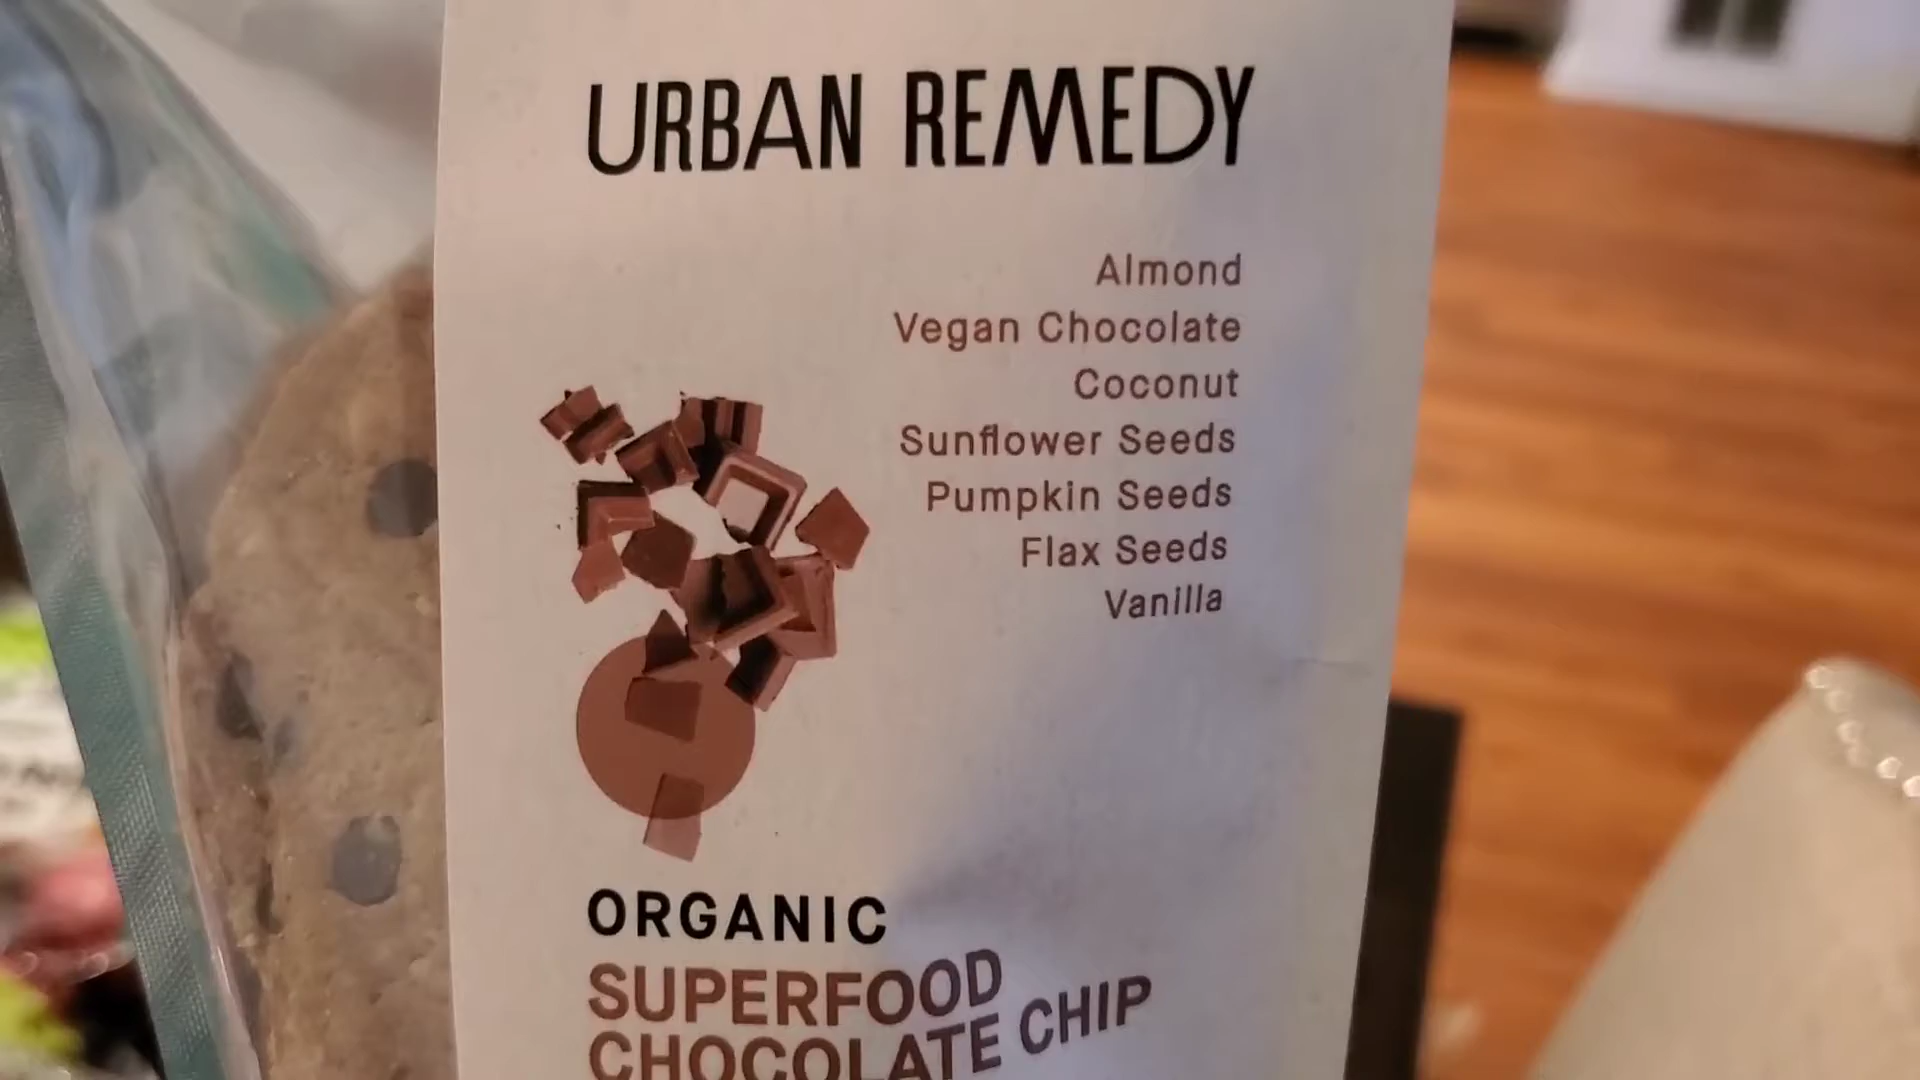 URBAN REMEDY
Almond
Vegan Chocolate
Coconut
Sunflower Seeds
Pumpkin Seeds
Flax Seeds
Vanilla
ORGANIC
SUPERFOOD
CHOCOLATE CHIP